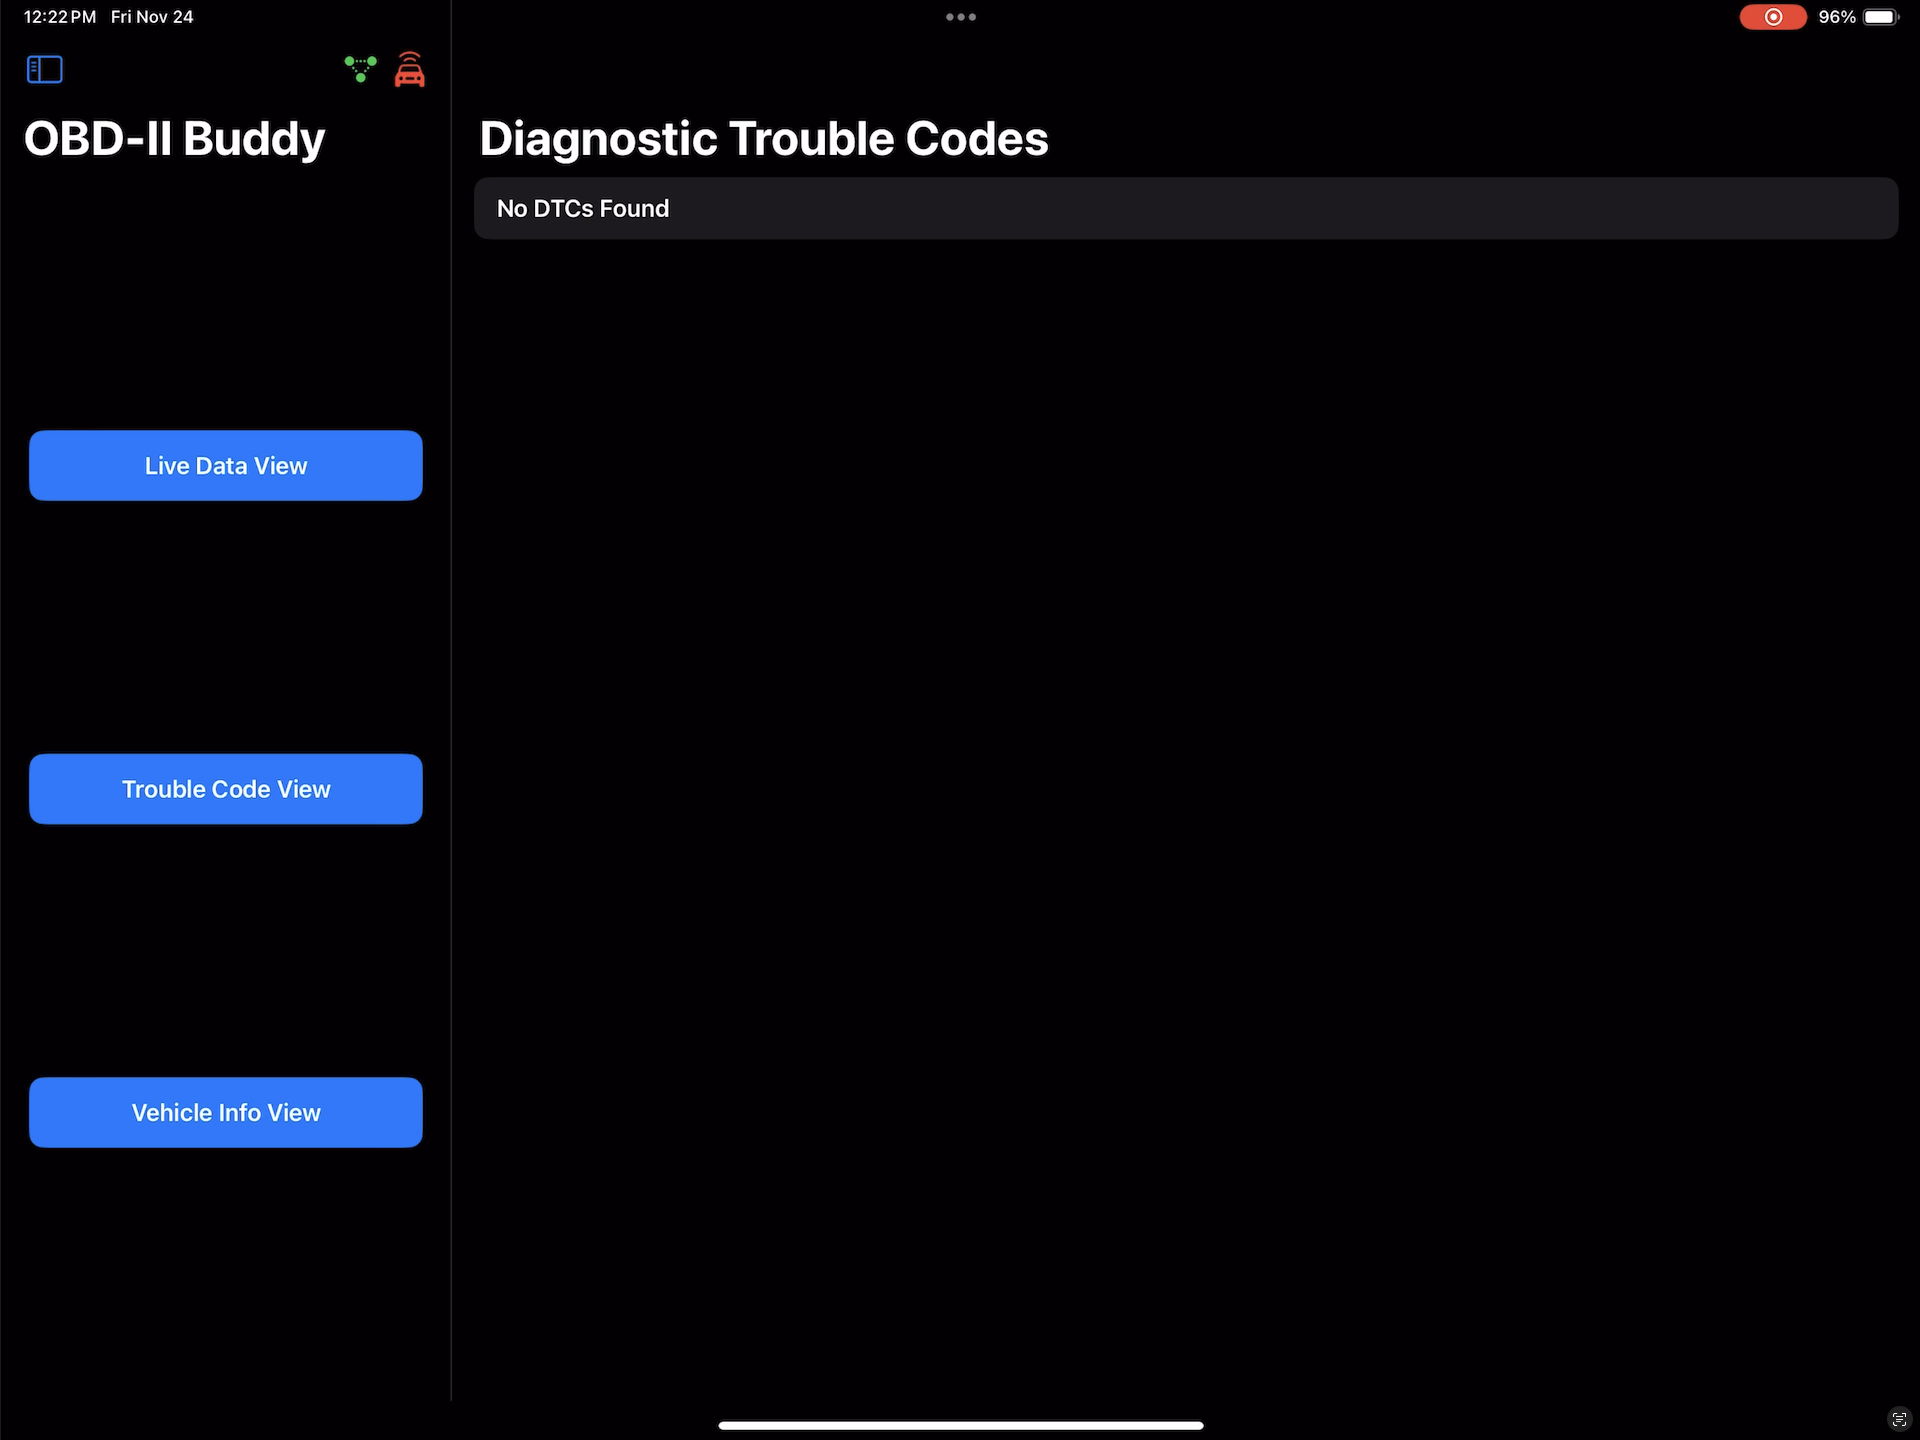 12:22 PM Fri Nov 24
96%
OBD-II Buddy
Diagnostic Trouble Codes
No DTCs Found
Live Data View
Trouble Code View
Vehicle Info View